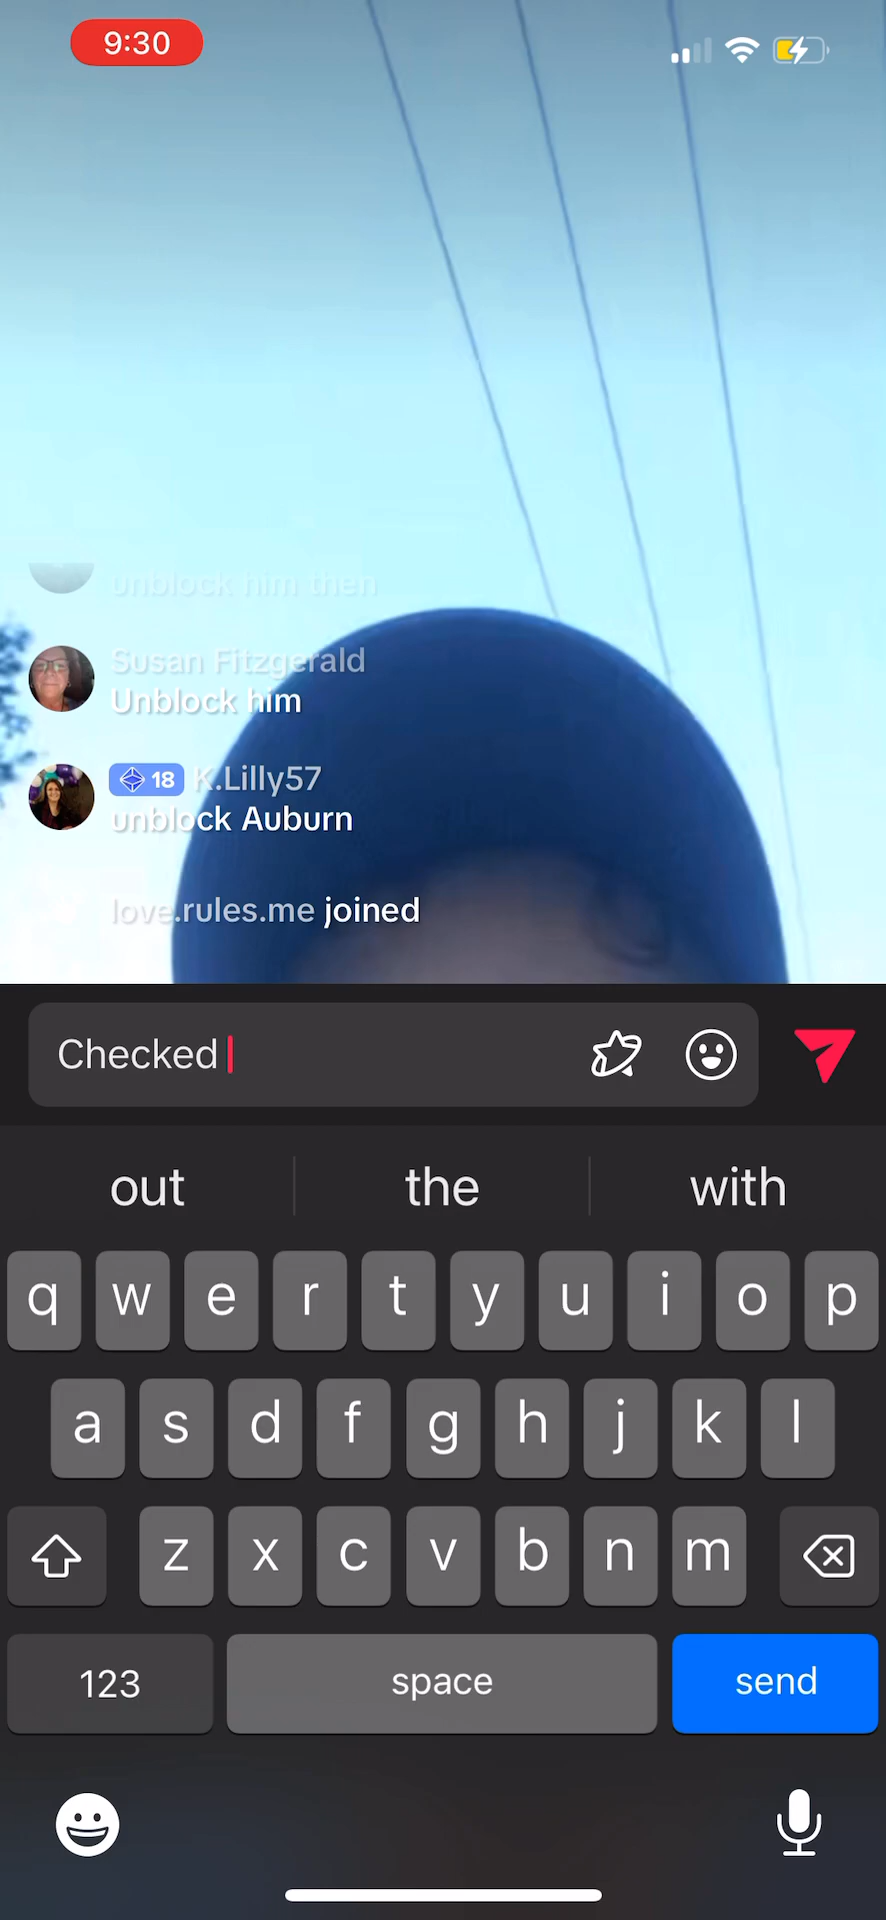 9:30
unblock him then
Susan Fitzgerald
Unblock him
18 K.Lilly57
unblock Auburn
love.rules.me joined
Checked
out the with
q w e r t y u i o p
a s d f g h j k l
z x c v b n m
123 space send